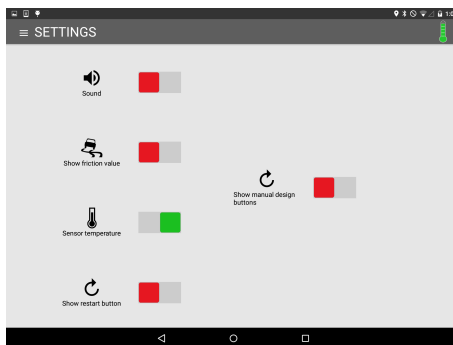 SETTINGS
Sound
Show friction value
Show manual design
buttons
Sensor temperature
Show restart button